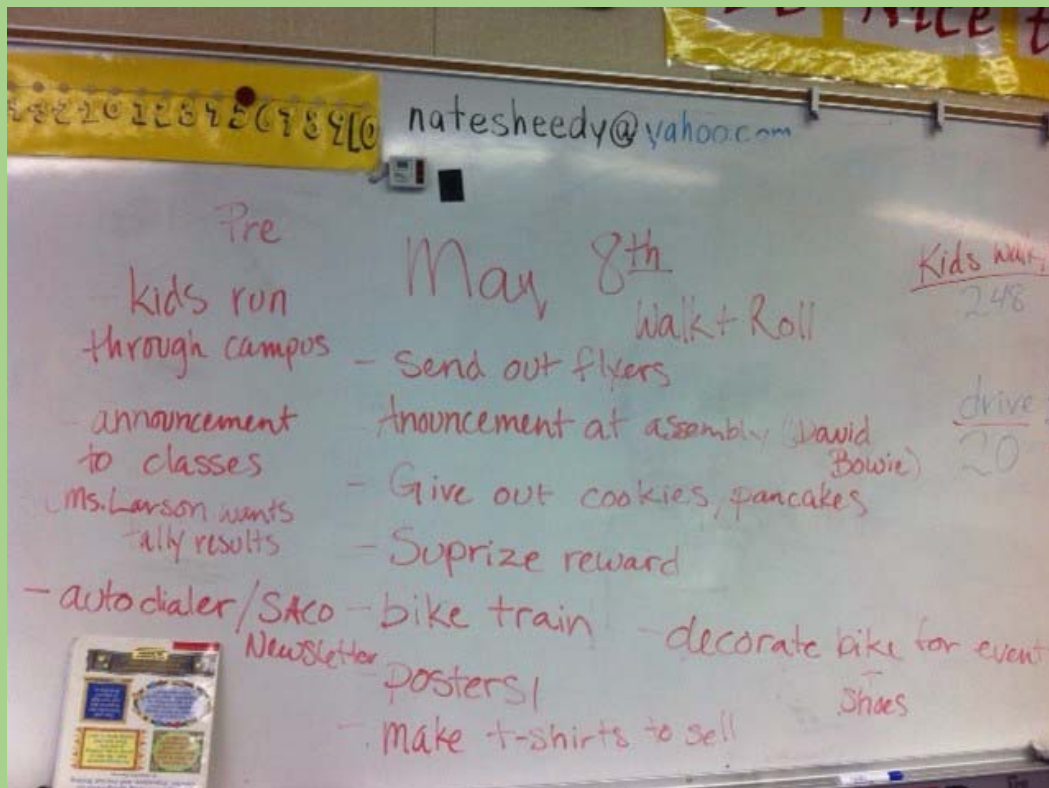 Nice
natesheedy@yahoo.com
Pre
kids run
through campus
announcement
to classes
Ms. Larson wants
tally results
- autodialer/SACO
Newsletter
May 8th
Walk + Roll
- Send out flyers
Anouncement at assembly (David
Bowie)
- Give out cookies, pancakes
- Suprize reward
- bike train
posters/
- make t-shirts to sell
- decorate bike for event
shoes
Kids walk
248
drive
20